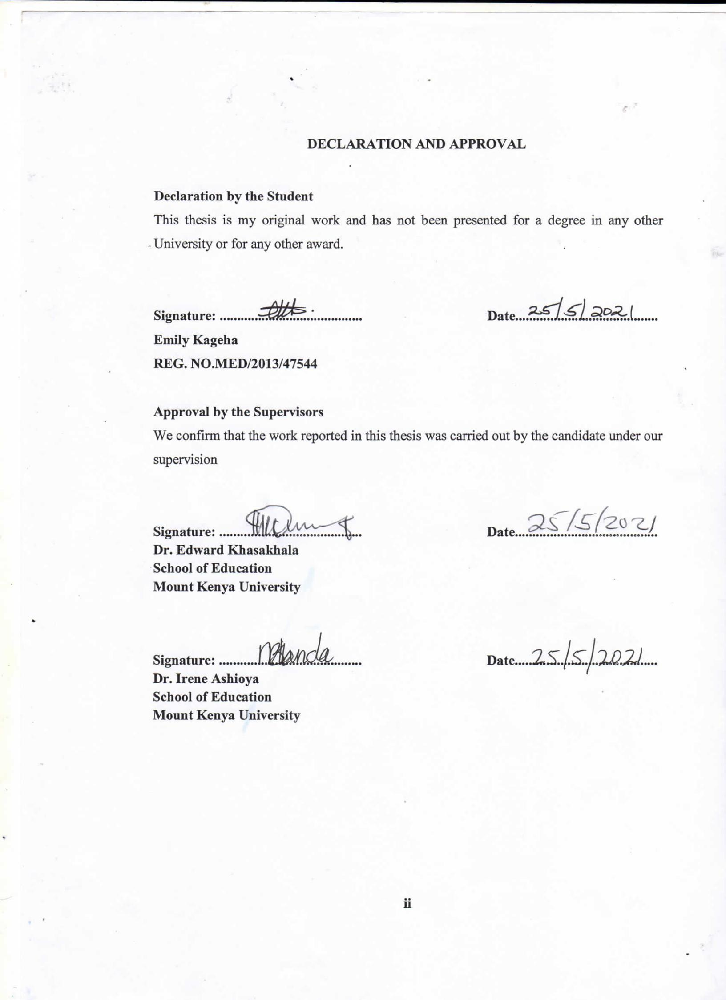 DECLARATION AND APPROVAL
Declaration by the Student
This thesis is my original work and has not been presented for a degree in any other
University or for any other award.
Signature: ........................................ Date 25/5/2021
Emily Kageha
REG. NO.MED/2013/47544
Approval by the Supervisors
We confirm that the work reported in this thesis was carried out by the candidate under our
supervision
Signature: ........................................ Date 25/5/2021
Dr. Edward Khasakhala
School of Education
Mount Kenya University
Signature: ........................................ Date 25/5/2021
Dr. Irene Ashioya
School of Education
Mount Kenya University
ii